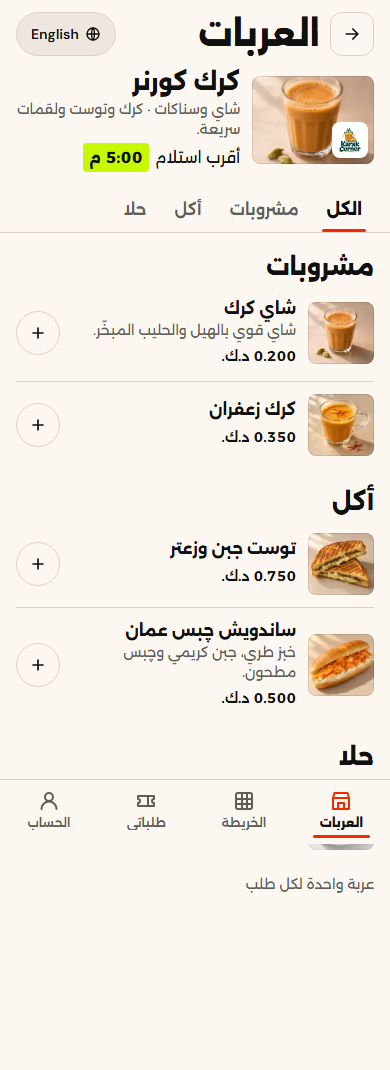 العربات
English
كرك كورنر
شاي وسناكات · كرك وتوست ولقمات
سريعة.
أقرب استلام 5:00 م
Karak
Corner
الكل
مشروبات
أكل
حلا
مشروبات
شاي كرك
شاي قوي بالهيل والحليب المبخّر.
0.200 د.ك.
كرك زعفران
0.350 د.ك.
أكل
توست جبن وزعتر
0.750 د.ك.
ساندويش چبس عمان
خبز طري، جبن كريمي وچبس
مطحون.
0.500 د.ك.
حلا
العربات
الخريطة
طلباتي
الحساب
عربة واحدة لكل طلب